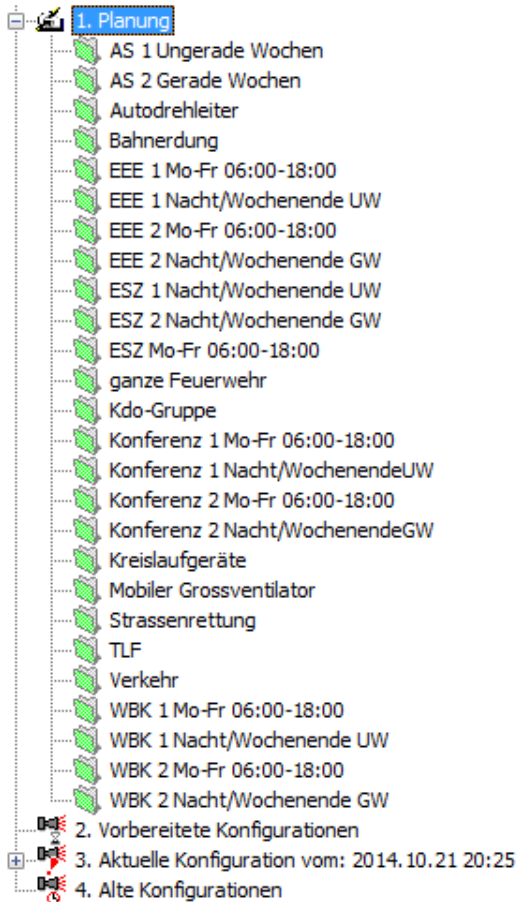 1. Planung
AS 1 Ungerade Wochen
AS 2 Gerade Wochen
Autodrehleiter
Bahnerdung
EEE 1 Mo-Fr 06:00-18:00
EEE 1 Nacht/Wochenende UW
EEE 2 Mo-Fr 06:00-18:00
EEE 2 Nacht/Wochenende GW
ESZ 1 Nacht/Wochenende UW
ESZ 2 Nacht/Wochenende GW
ESZ Mo-Fr 06:00-18:00
ganze Feuerwehr
Kdo-Gruppe
Konferenz 1 Mo-Fr 06:00-18:00
Konferenz 1 Nacht/WochenendeUW
Konferenz 2 Mo-Fr 06:00-18:00
Konferenz 2 Nacht/WochenendeGW
Kreislaufgeräte
Mobiler Grossventilator
Strassenrettung
TLF
Verkehr
WBK 1 Mo-Fr 06:00-18:00
WBK 1 Nacht/Wochenende UW
WBK 2 Mo-Fr 06:00-18:00
WBK 2 Nacht/Wochenende GW
2. Vorbereitete Konfigurationen
3. Aktuelle Konfiguration vom: 2014.10.21 20:25
4. Alte Konfigurationen